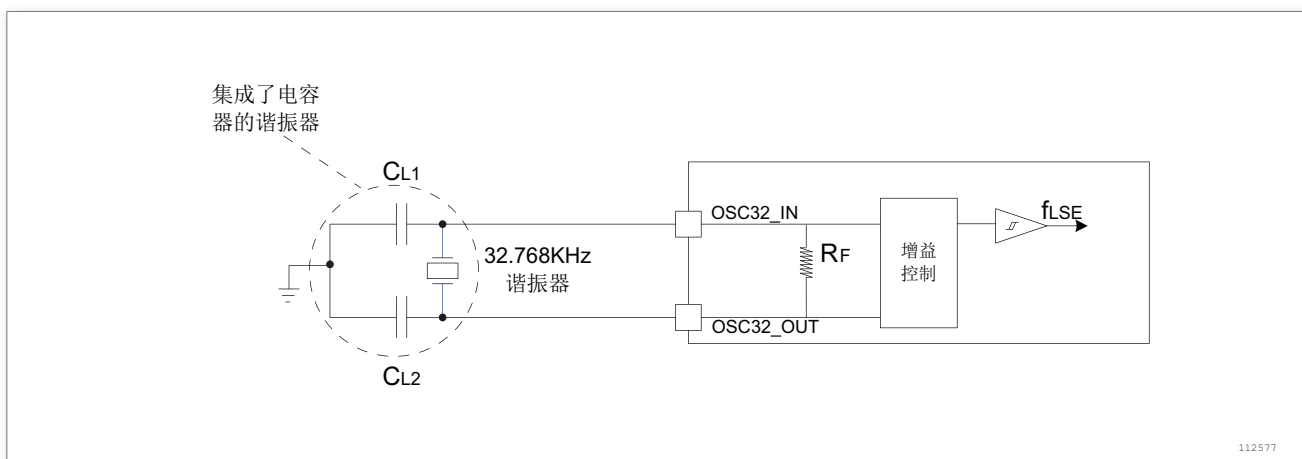 集成了电容
器的谐振器
CL1
OSC32_IN
fLSE
32.768KHz
谐振器
RF
增益
控制
OSC32_OUT
CL2
112577